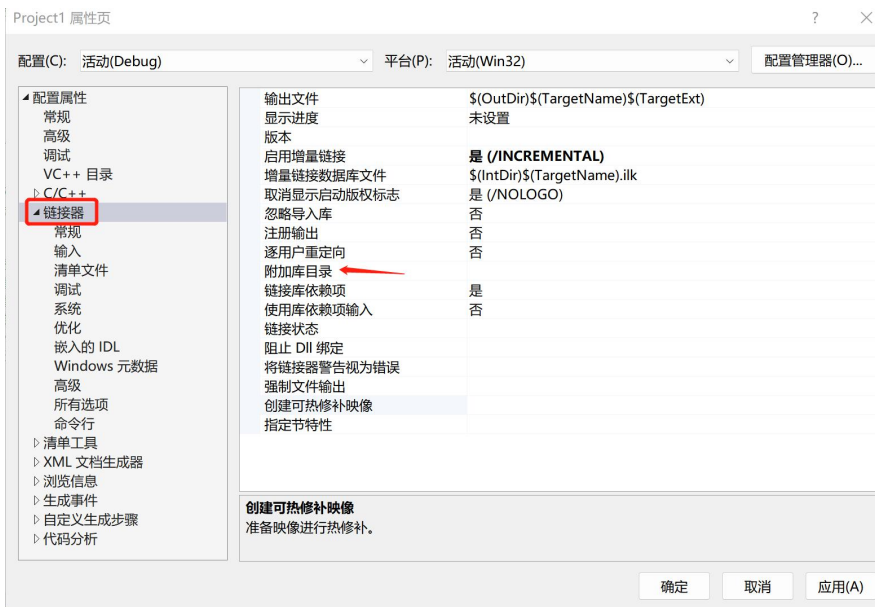 Project1 属性页
配置(C): 活动(Debug) 平台(P): 活动(Win32) 配置管理器(O)...
配置属性
常规
高级
调试
VC++ 目录
C/C++
链接器
常规
输入
清单文件
调试
系统
优化
嵌入的 IDL
Windows 元数据
高级
所有选项
命令行
清单工具
XML 文档生成器
浏览信息
生成事件
自定义生成步骤
代码分析
输出文件 $(OutDir)$(TargetName)$(TargetExt)
显示进度 未设置
版本
启用增量链接 是 (/INCREMENTAL)
增量链接数据库文件 $(IntDir)$(TargetName).ilk
取消显示启动版权标志 是 (/NOLOGO)
忽略导入库 否
注册输出 否
逐用户重定向 否
附加库目录
链接库依赖项 是
使用库依赖项输入 否
链接状态
阻止 Dll 绑定
将链接器警告视为错误
强制文件输出
创建可热修补映像
指定节特性
创建可热修补映像
准备映像进行热修补。
确定 取消 应用(A)